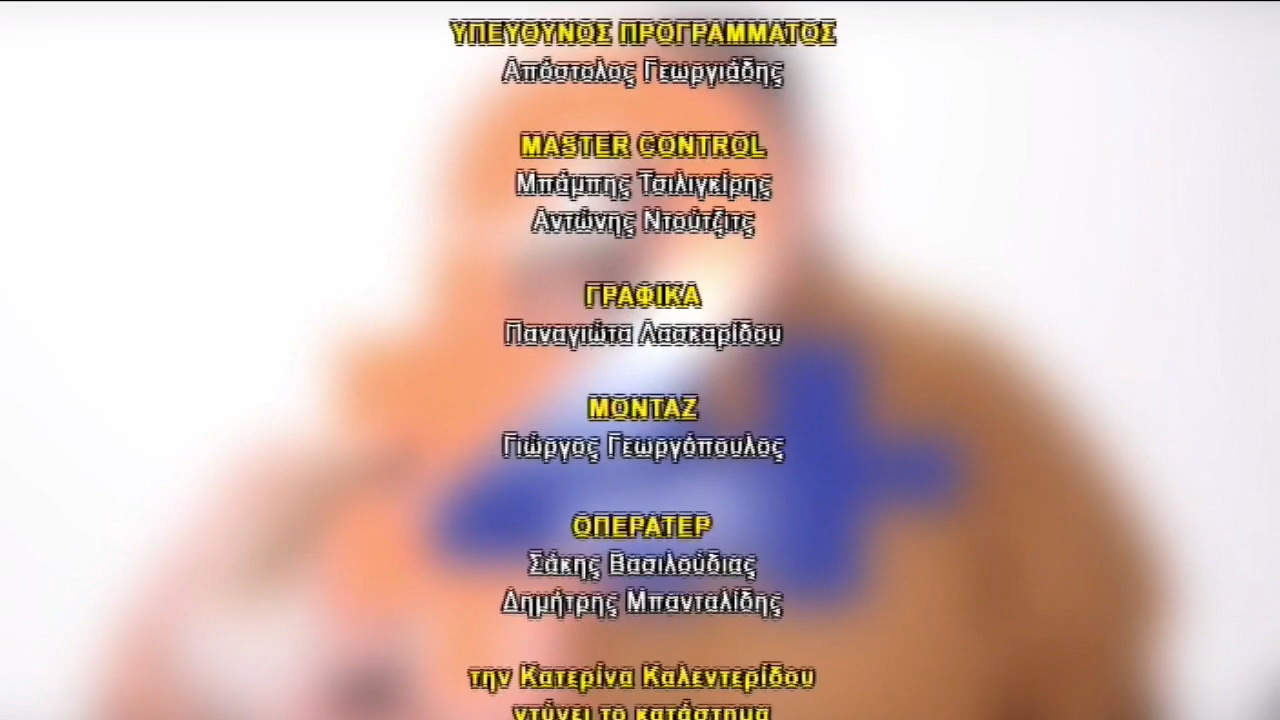 ΥΠΕΥΘΥΝΟΣ ΠΡΟΓΡΑΜΜΑΤΟΣ
Απόστολος Γεωργιάδης
MASTER CONTROL
Μπάμπης Τσιλιγκίρης
Αντώνης Ντούτζιτς
ΓΡΑΦΙΚΑ
Παναγιώτα Λασκαρίδου
ΜΟΝΤΑΖ
Γιώργος Γεωργόπουλος
ΟΠΕΡΑΤΕΡ
Σάκης Βασιλούδιας
Δημήτρης Μπανταλίδης
την Κατερίνα Καλεντερίδου
ντύνει το κατάστημα